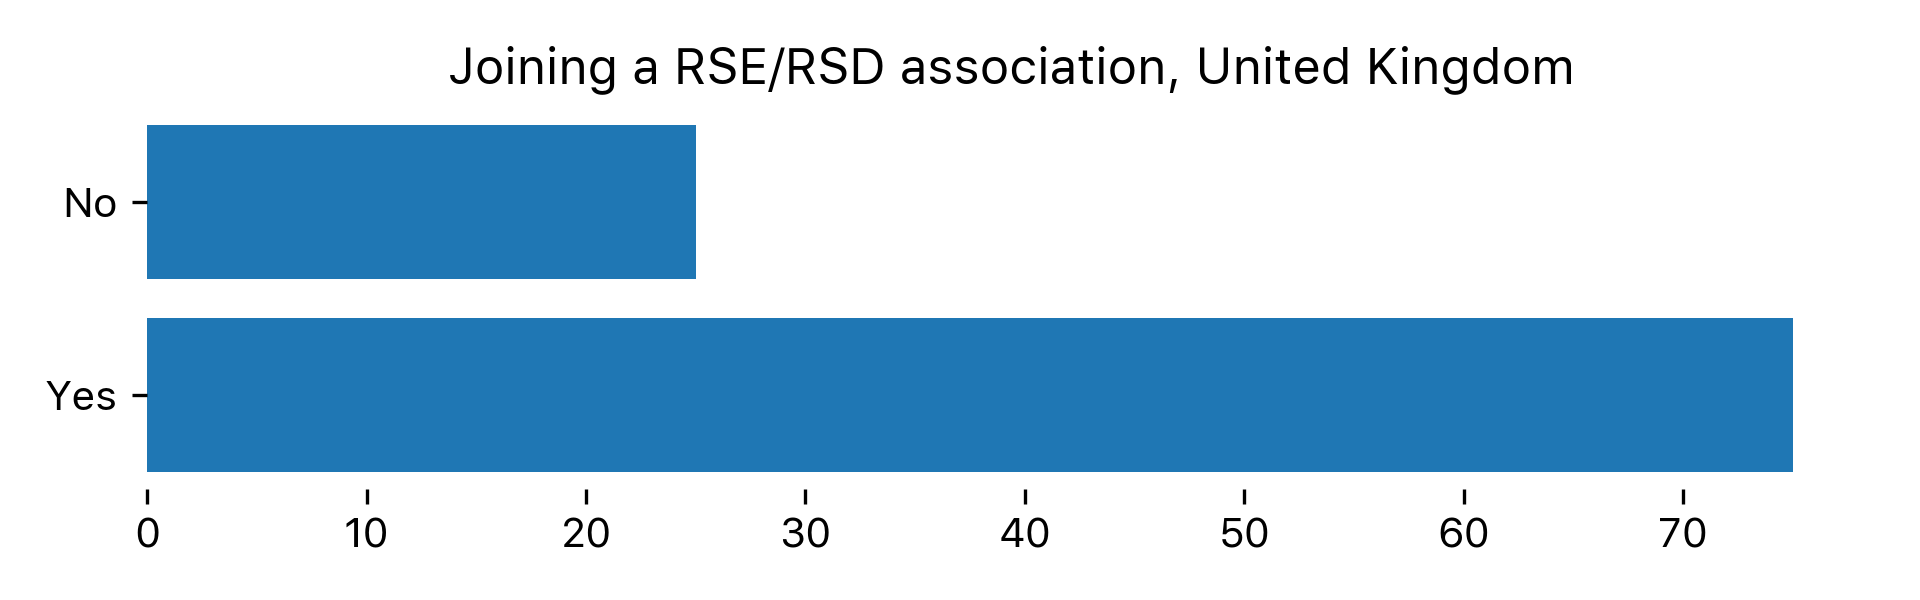 Joining a RSE/RSD association, United Kingdom
No
Yes
0 10 20 30 40 50 60 70